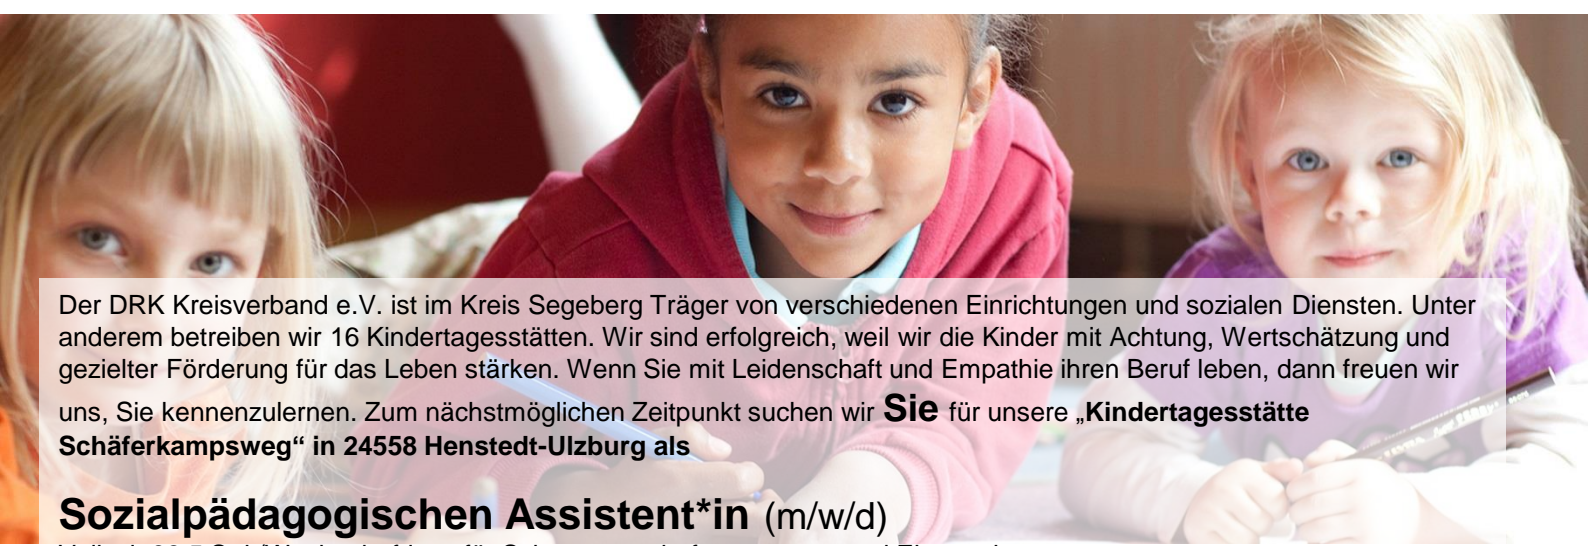 Der DRK Kreisverband e.V. ist im Kreis Segeberg Träger von verschiedenen Einrichtungen und sozialen Diensten. Unter
anderem betreiben wir 16 Kindertagesstätten. Wir sind erfolgreich, weil wir die Kinder mit Achtung, Wertschätzung und
gezielter Förderung für das Leben stärken. Wenn Sie mit Leidenschaft und Empathie ihren Beruf leben, dann freuen wir
uns, Sie kennenzulernen. Zum nächstmöglichen Zeitpunkt suchen wir Sie für unsere „Kindertagesstätte
Schäferkampsweg“ in 24558 Henstedt-Ulzburg als
Sozialpädagogischen Assistent*in (m/w/d)